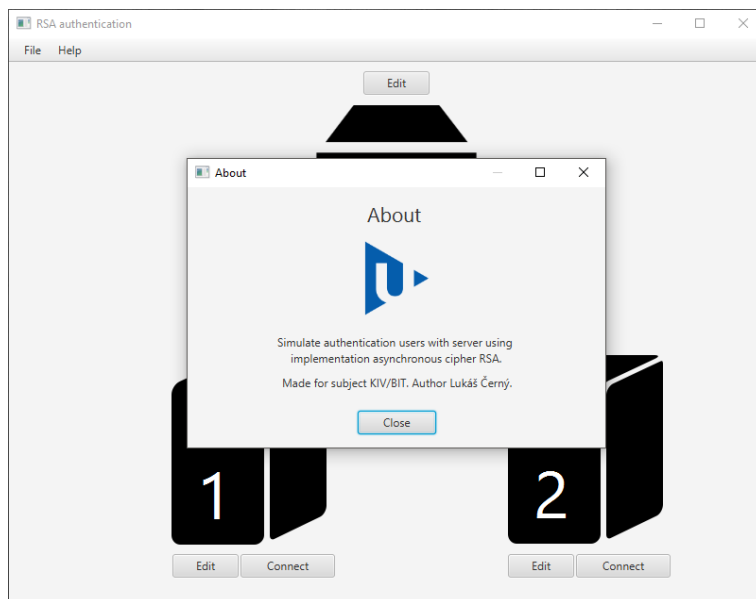 RSA authentication
File Help
Edit
About
About
Simulate authentication users with server using
implementation asynchronous cipher RSA.
Made for subject KIV/BIT. Author Lukáš Černý.
Close
1
2
Edit Connect
Edit Connect